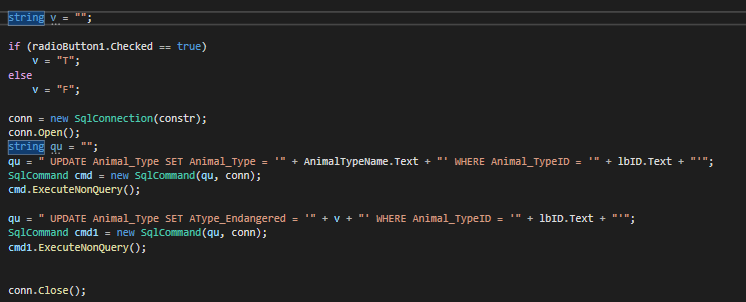 string v = "";
if (radioButton1.Checked == true)
v = "T";
else
v = "F";
conn = new SqlConnection(constr);
conn.Open();
string qu = "";
qu = " UPDATE Animal_Type SET Animal_Type = '" + AnimalTypeName.Text + "' WHERE Animal_TypeID = '" + lbID.Text + "'";
SqlCommand cmd = new SqlCommand(qu, conn);
cmd.ExecuteNonQuery();
qu = " UPDATE Animal_Type SET AType_Endangered = '" + v + "' WHERE Animal_TypeID = '" + lbID.Text + "'";
SqlCommand cmd1 = new SqlCommand(qu, conn);
cmd1.ExecuteNonQuery();
conn.Close();